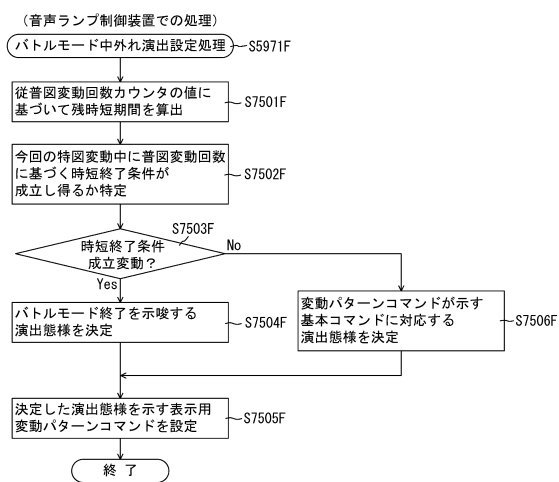 （音声ランプ制御装置での処理）
バトルモード中外れ演出設定処理
S5971F
従普図変動回数カウンタの値に
基づいて残時短期間を算出
S7501F
今回の特図変動中に普図変動回数
に基づく時短終了条件が
成立し得るか特定
S7502F
S7503F
時短終了条件
成立変動？
No
Yes
バトルモード終了を示唆する
演出態様を決定
S7504F
変動パターンコマンドが示す
基本コマンドに対応する
演出態様を決定
S7506F
決定した演出態様を示す表示用
変動パターンコマンドを設定
S7505F
終了